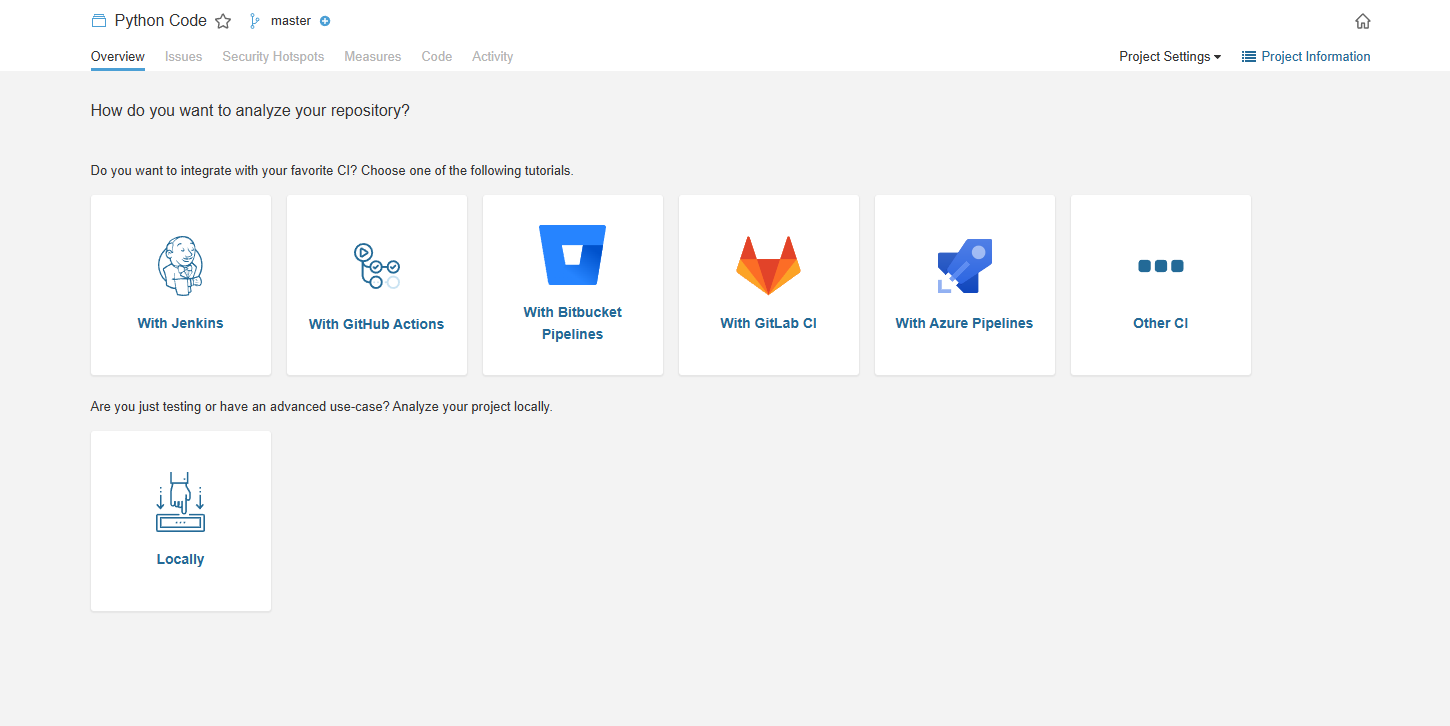 Python Code master
Overview Issues Security Hotspots Measures Code Activity Project Settings Project Information
How do you want to analyze your repository?
Do you want to integrate with your favorite CI? Choose one of the following tutorials.
With Jenkins
With GitHub Actions
With Bitbucket
Pipelines
With GitLab CI
With Azure Pipelines
Other CI
Are you just testing or have an advanced use-case? Analyze your project locally.
Locally